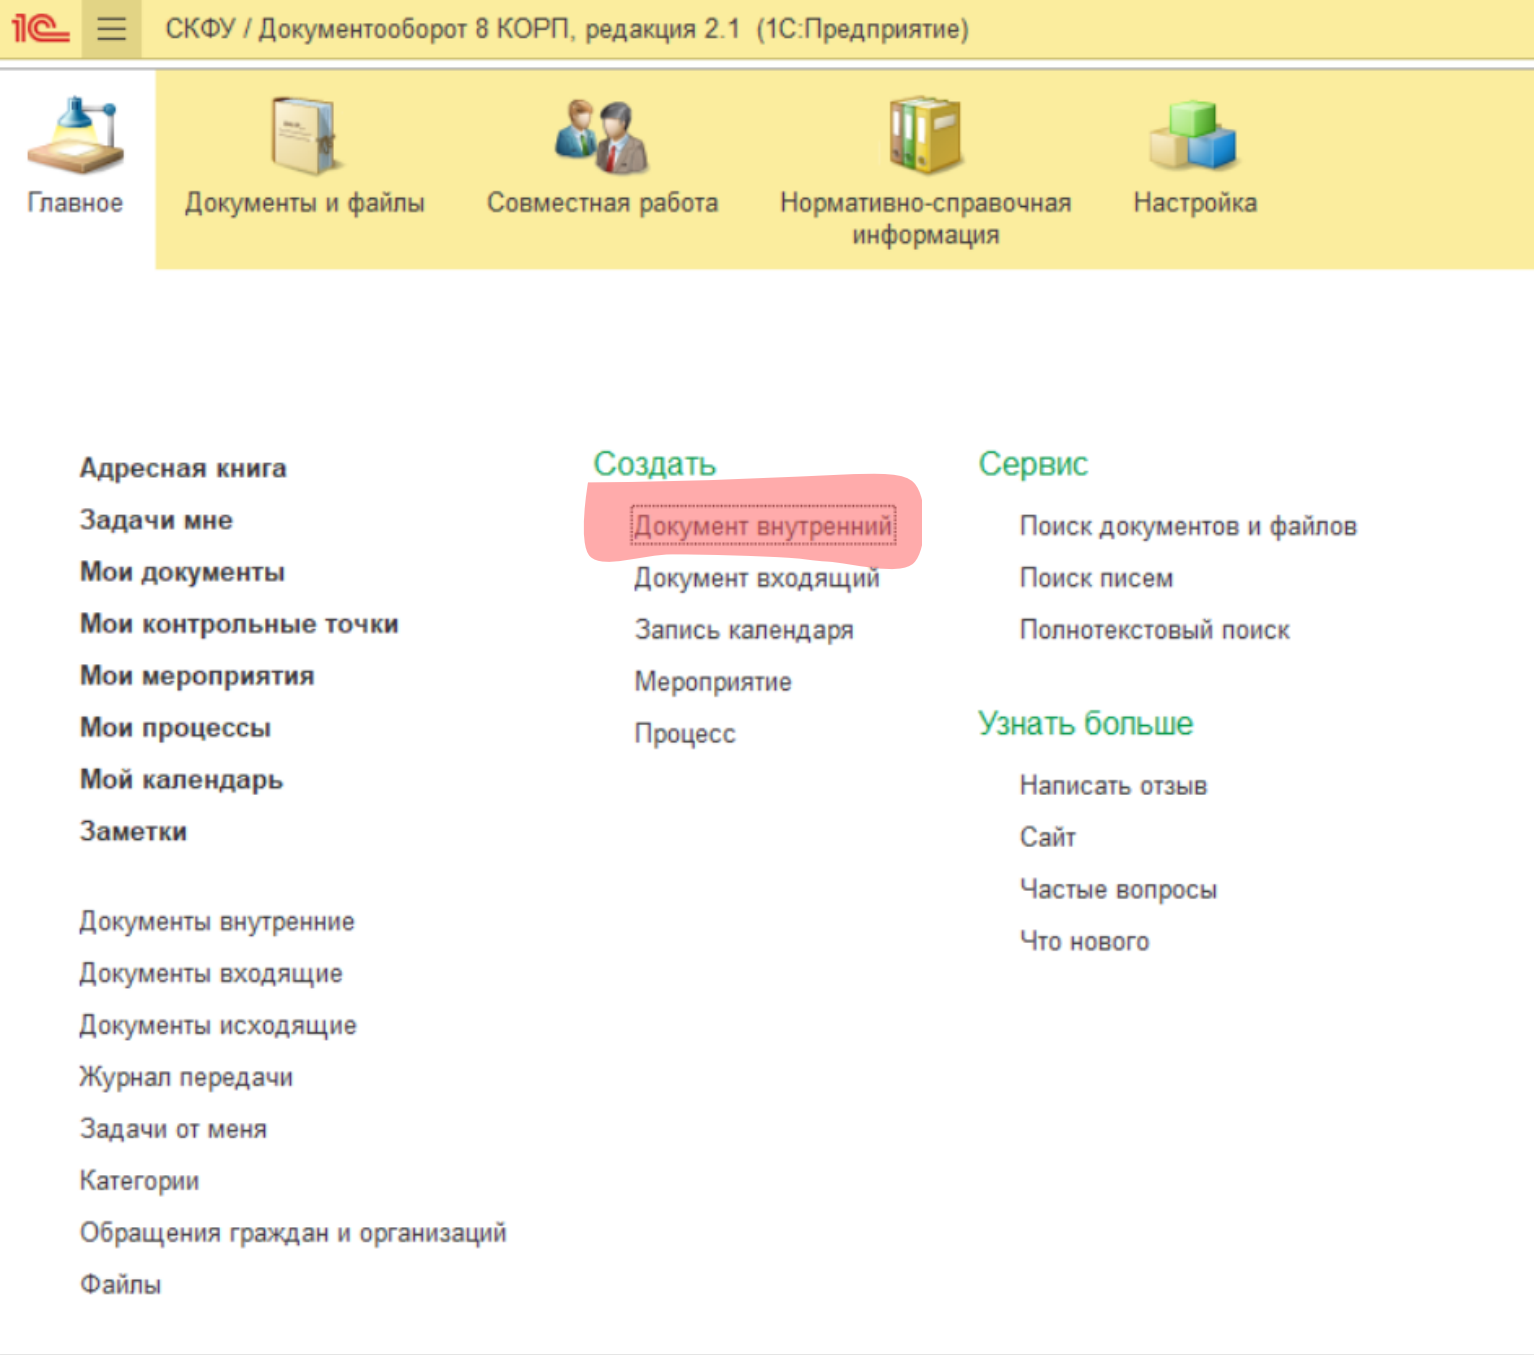 1С СКФУ / Документооборот 8 КОРП, редакция 2.1 (1С:Предприятие)
Главное
Документы и файлы
Совместная работа
Нормативно-справочная
информация
Настройка
Адресная книга
Задачи мне
Мои документы
Мои контрольные точки
Мои мероприятия
Мои процессы
Мой календарь
Заметки
Документы внутренние
Документы входящие
Документы исходящие
Журнал передачи
Задачи от меня
Категории
Обращения граждан и организаций
Файлы
Создать
Документ внутренний
Документ входящий
Запись календаря
Мероприятие
Процесс
Сервис
Поиск документов и файлов
Поиск писем
Полнотекстовый поиск
Узнать больше
Написать отзыв
Сайт
Частые вопросы
Что нового